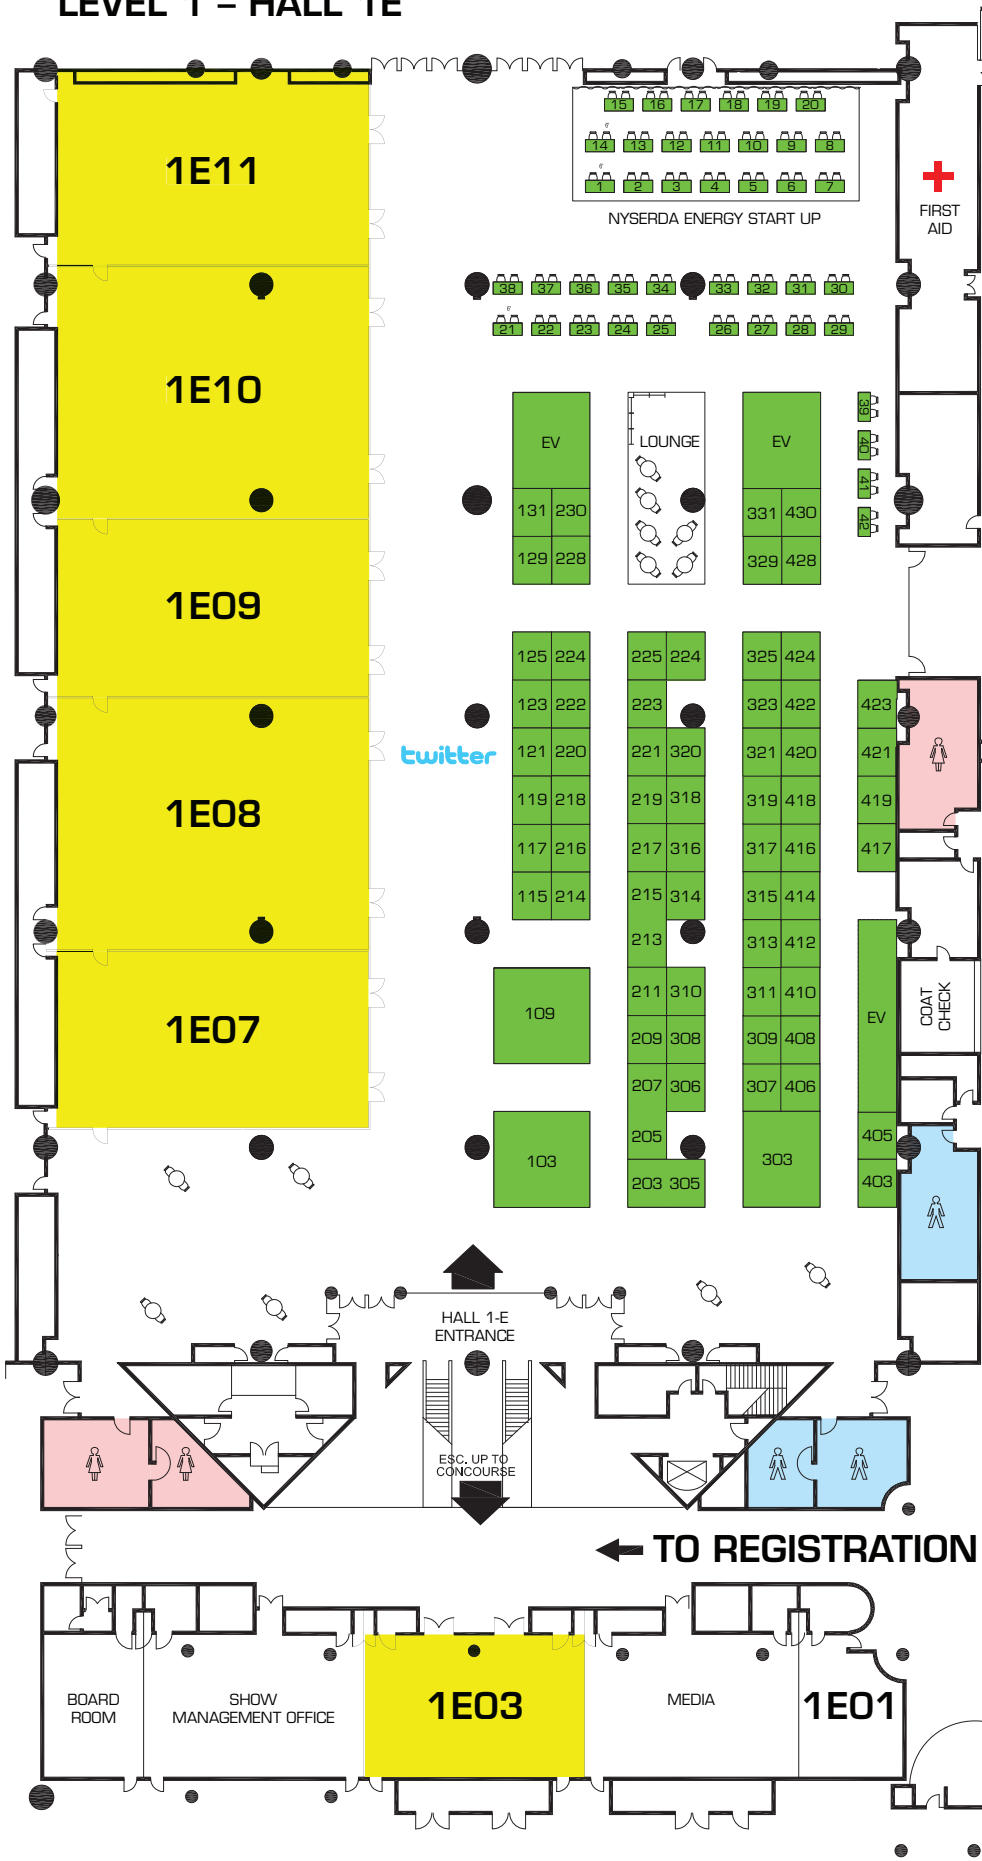 LEVEL 1 – HALL 1E
15 16 17 18 19 20
14 13 12 11 10 9 8
1 2 3 4 5 6 7
NYSERDA ENERGY START UP
FIRST
AID
1E11
38 37 36 35 34 33 32 31 30
21 22 23 24 25 26 27 28 29
1E10
EV
LOUNGE
EV
39
40
41
42
131 230
331 430
129 228
329 428
1E09
125 224
225 224
325 424
123 222
223
323 422
423
twitter
121 220
221 320
321 420
421
1E08
119 218
219 318
319 418
419
117 216
217 316
317 416
417
115 214
215 314
315 414
213
313 412
211 310
311 410
109
EV
COAT
CHECK
1E07
209 308
309 408
207 306
307 406
205
405
103
303
203 305
403
HALL 1-E
ENTRANCE
ESC. UP TO
CONCOURSE
TO REGISTRATION
BOARD
ROOM
SHOW
MANAGEMENT OFFICE
1E03
MEDIA
1E01